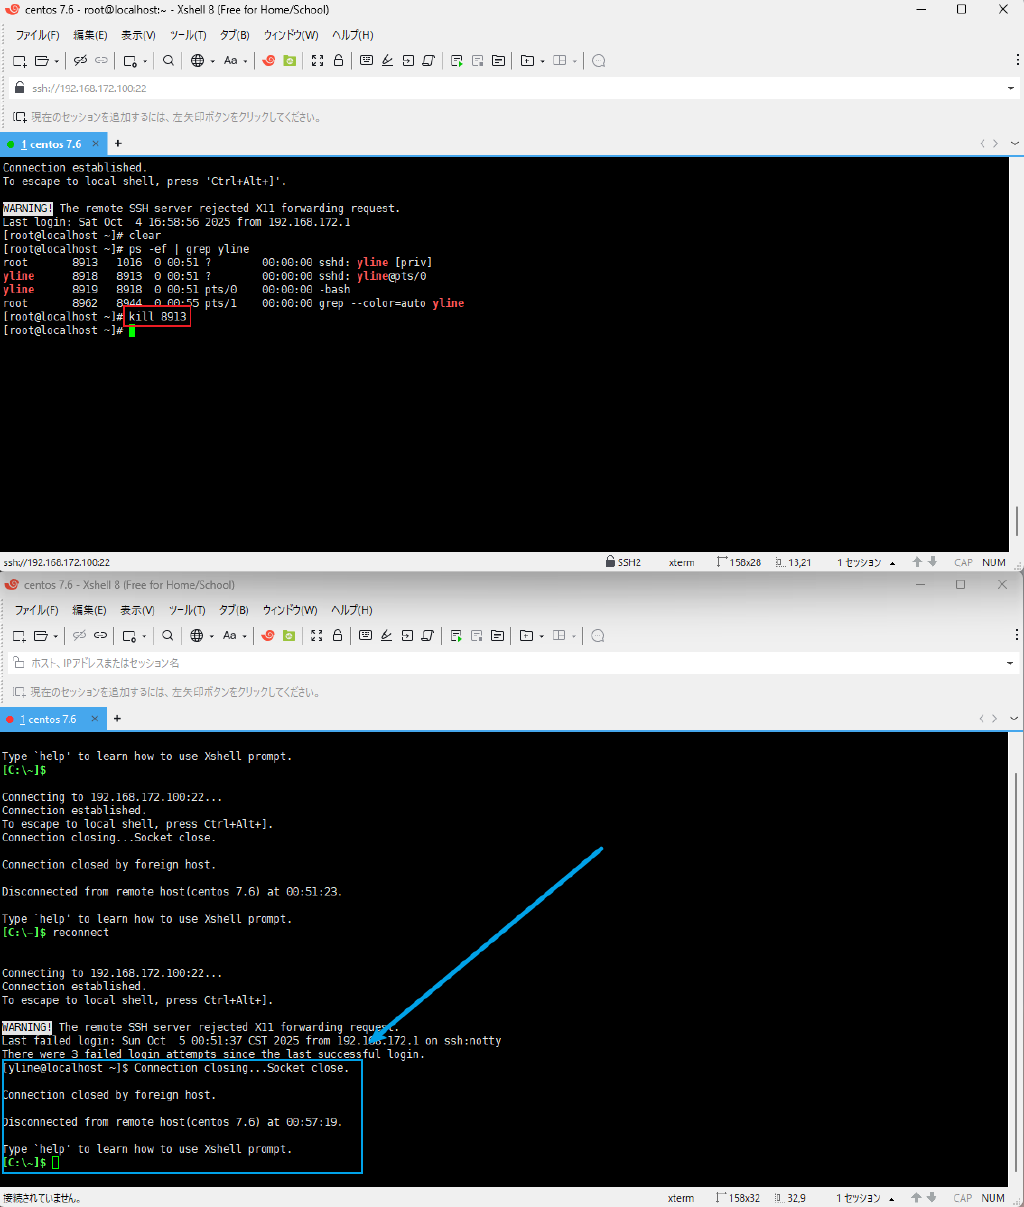 centos 7.6 - root@localhost:~ - Xshell 8 (Free for Home/School)
ファイル(F) 編集(E) 表示(V) ツール(T) タブ(B) ウィンドウ(W) ヘルプ(H)
Aa
ssh://192.168.172.100:22
現在のセッションを追加するには、左矢印ボタンをクリックしてください。
1 centos 7.6 × +
Connection established.
To escape to local shell, press 'Ctrl+Alt+]'.
WARNING! The remote SSH server rejected X11 forwarding request.
Last login: Sat Oct  4 16:58:56 2025 from 192.168.172.1
[root@localhost ~]# clear
[root@localhost ~]# ps -ef | grep yline
root       8913   1016  0 00:51 ?        00:00:00 sshd: yline [priv]
yline      8918   8913  0 00:51 ?        00:00:00 sshd: yline@pts/0
yline      8919   8918  0 00:51 pts/0    00:00:00 -bash
root       8962   8944  0 00:55 pts/1    00:00:00 grep --color=auto yline
[root@localhost ~]# kill 8913
[root@localhost ~]#
ssh://192.168.172.100:22 SSH2 xterm 158x28 13,21 1 セッション CAP NUM
centos 7.6 - Xshell 8 (Free for Home/School)
ファイル(F) 編集(E) 表示(V) ツール(T) タブ(B) ウィンドウ(W) ヘルプ(H)
Aa
ホスト、IPアドレスまたはセッション名
現在のセッションを追加するには、左矢印ボタンをクリックしてください。
1 centos 7.6 × +
Type `help' to learn how to use Xshell prompt.
[C:\~]$
Connecting to 192.168.172.100:22...
Connection established.
To escape to local shell, press Ctrl+Alt+].
Connection closing...Socket close.
Connection closed by foreign host.
Disconnected from remote host(centos 7.6) at 00:51:23.
Type `help' to learn how to use Xshell prompt.
[C:\~]$ reconnect
Connecting to 192.168.172.100:22...
Connection established.
To escape to local shell, press Ctrl+Alt+].
WARNING! The remote SSH server rejected X11 forwarding request.
Last failed login: Sun Oct  5 00:51:37 CST 2025 from 192.168.172.1 on ssh:notty
There were 3 failed login attempts since the last successful login.
[yline@localhost ~]$ Connection closing...Socket close.
Connection closed by foreign host.
Disconnected from remote host(centos 7.6) at 00:57:19.
Type `help' to learn how to use Xshell prompt.
[C:\~]$
接続されていません。 xterm 158x32 32,9 1 セッション CAP NUM